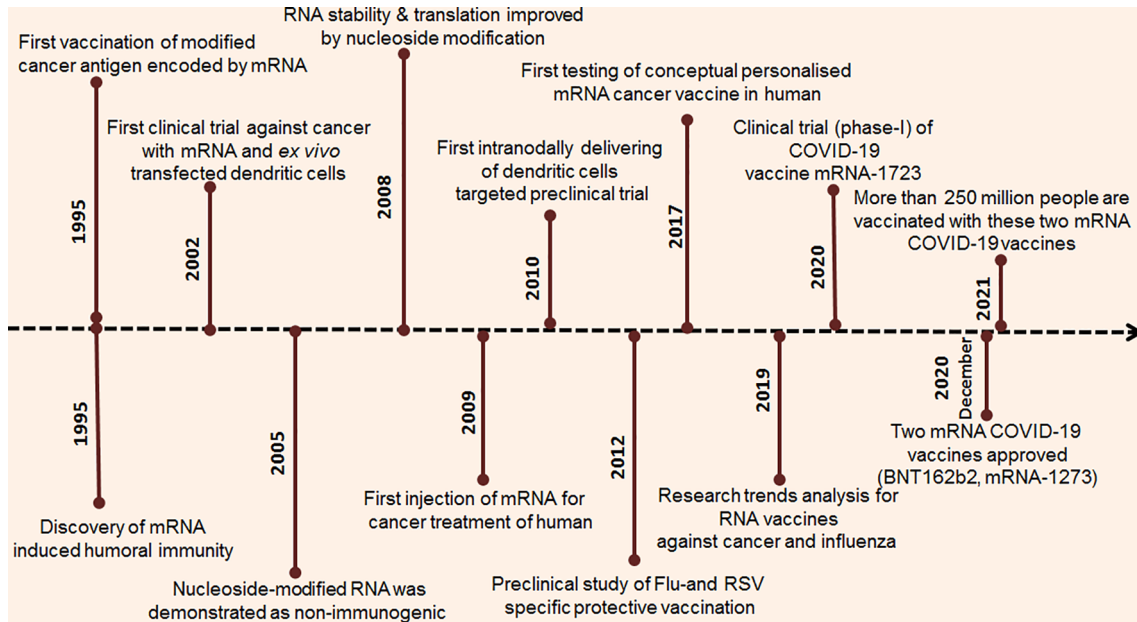 RNA stability & translation improved
by nucleoside modification
First vaccination of modified
cancer antigen encoded by mRNA
First testing of conceptual personalised
mRNA cancer vaccine in human
First clinical trial against cancer
with mRNA and ex vivo
transfected dendritic cells
Clinical trial (phase-I) of
COVID-19
vaccine mRNA-1723
First intranodally delivering
of dendritic cells
targeted preclinical trial
More than 250 million people are
vaccinated with these two mRNA
COVID-19 vaccines
1995
2002
2008
2010
2017
2020
2021
1995
2005
2009
2012
2019
2020
December
Two mRNA COVID-19
vaccines approved
(BNT162b2, mRNA-1273)
First injection of mRNA for
cancer treatment of human
Research trends analysis for
RNA vaccines
against cancer and influenza
Discovery of mRNA
induced humoral immunity
Nucleoside-modified RNA was
demonstrated as non-immunogenic
Preclinical study of Flu-and RSV
specific protective vaccination